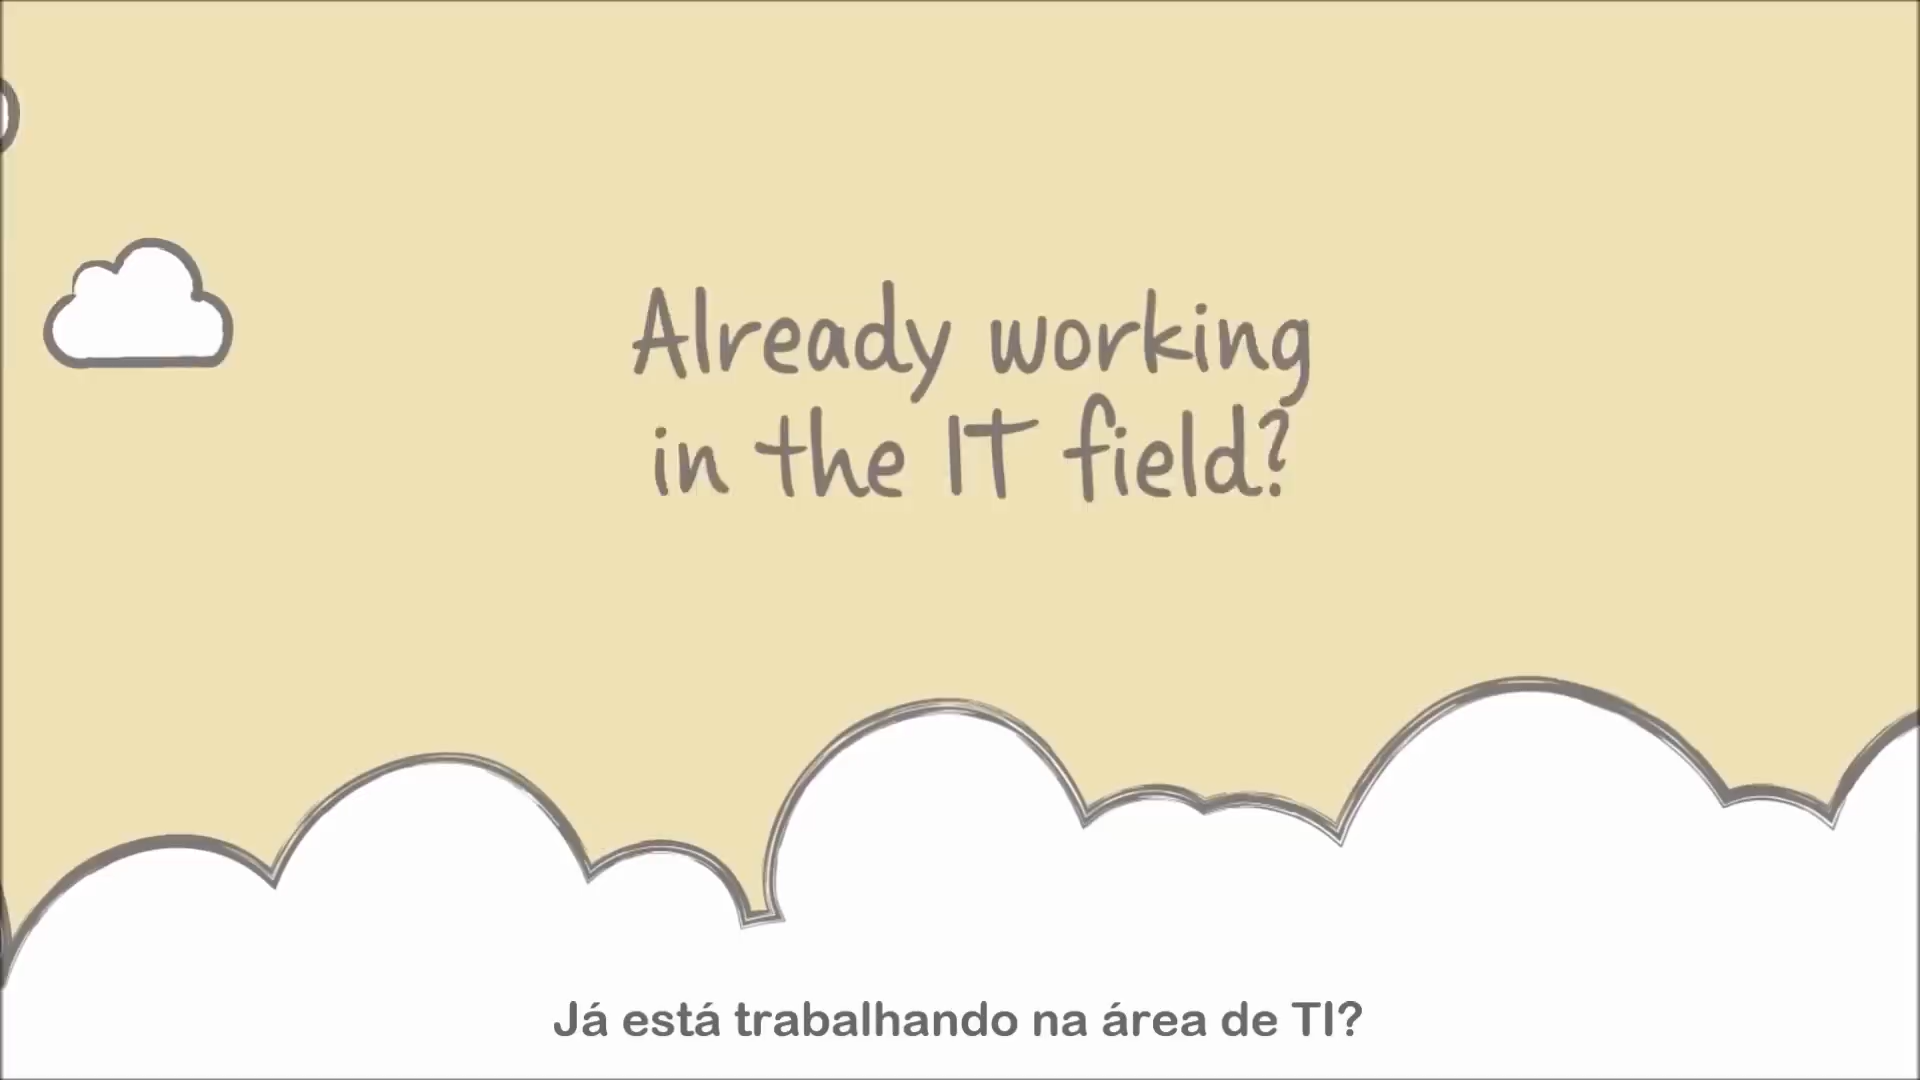 Already working
in the IT field?
Já está trabalhando na área de TI?